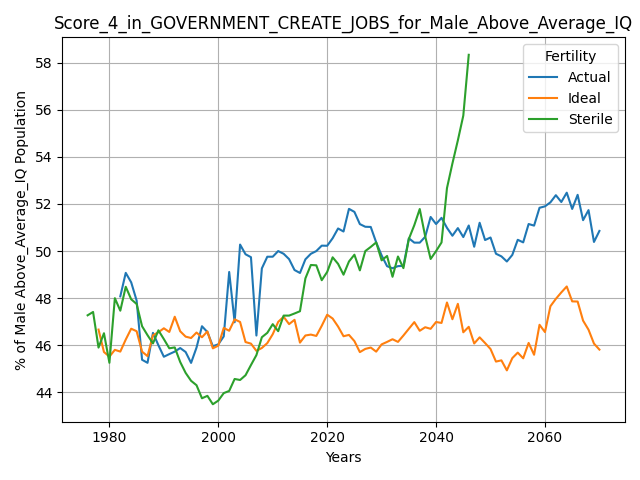 Score_4_in_GOVERNMENT_CREATE_JOBS_for_Male_Above_Average_IQ
% of Male Above_Average_IQ Population
58
56
54
52
50
48
46
44
Fertility
Actual
Ideal
Sterile
1980 2000 2020 2040 2060
Years